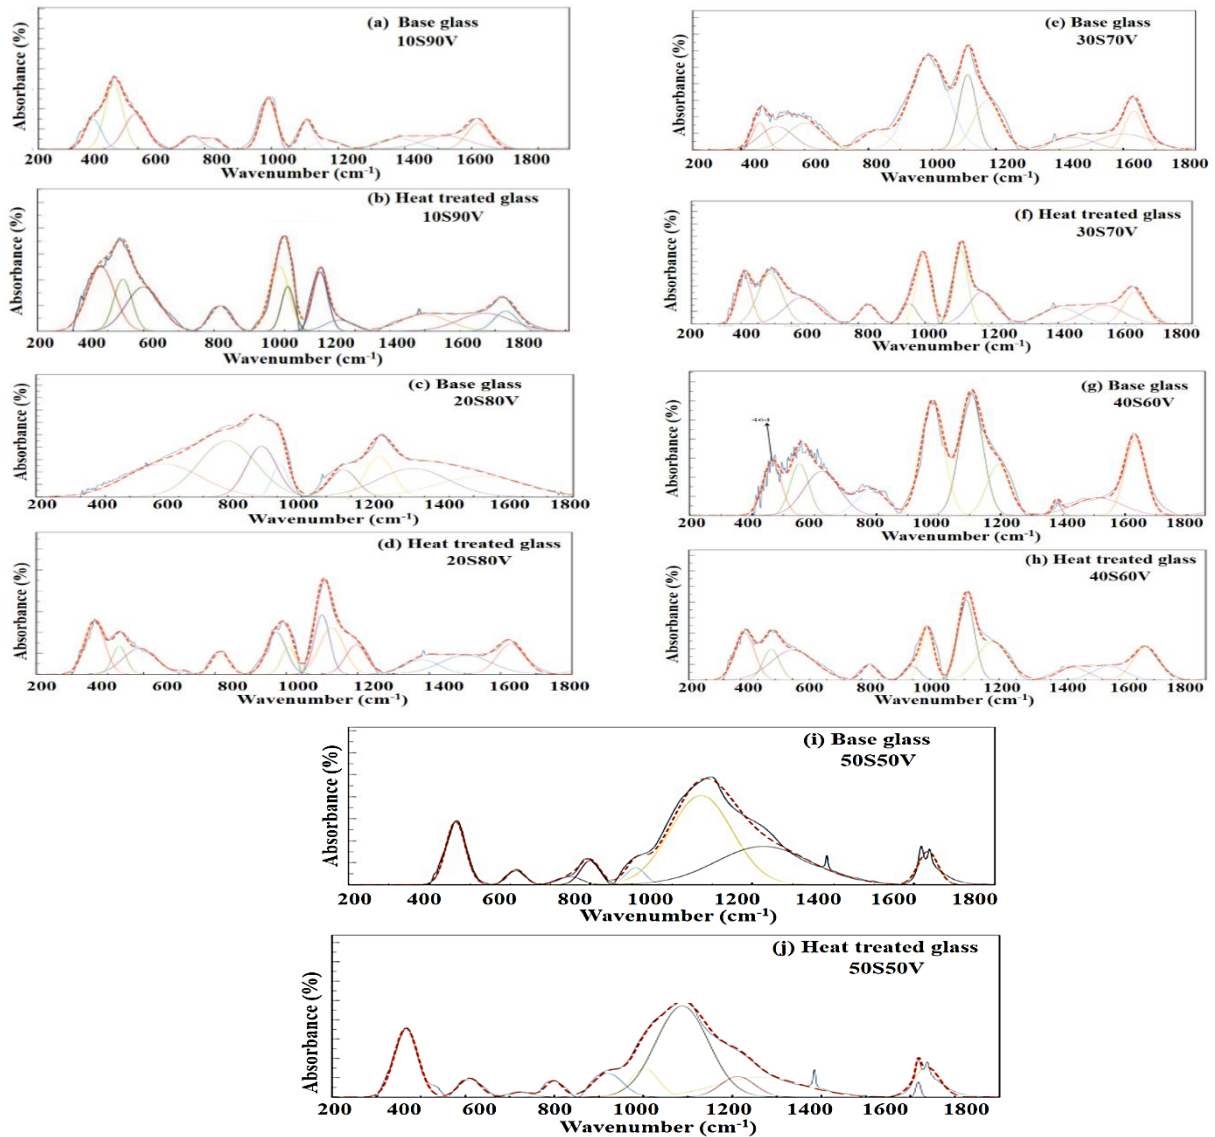 (a) Base glass
10S90V
Absorbance (%)
200 400 600 800 1000 1200 1400 1600 1800
Wavenumber (cm-1)
(b) Heat treated glass
10S90V
Absorbance (%)
200 400 600 800 1000 1200 1400 1600 1800
Wavenumber (cm-1)
(c) Base glass
20S80V
Absorbance (%)
200 400 600 800 1000 1200 1400 1600 1800
Wavenumber (cm-1)
(d) Heat treated glass
20S80V
Absorbance (%)
200 400 600 800 1000 1200 1400 1600 1800
Wavenumber (cm-1)
(e) Base glass
30S70V
Absorbance (%)
200 400 600 800 1000 1200 1400 1600 1800
Wavenumber (cm-1)
(f) Heat treated glass
30S70V
Absorbance (%)
200 400 600 800 1000 1200 1400 1600 1800
Wavenumber (cm-1)
(g) Base glass
40S60V
464
Absorbance (%)
200 400 600 800 1000 1200 1400 1600 1800
Wavenumber (cm-1)
(h) Heat treated glass
40S60V
Absorbance (%)
200 400 600 800 1000 1200 1400 1600 1800
Wavenumber (cm-1)
(i) Base glass
50S50V
Absorbance (%)
200 400 600 800 1000 1200 1400 1600 1800
Wavenumber (cm-1)
(j) Heat treated glass
50S50V
Absorbance (%)
200 400 600 800 1000 1200 1400 1600 1800
Wavenumber (cm-1)